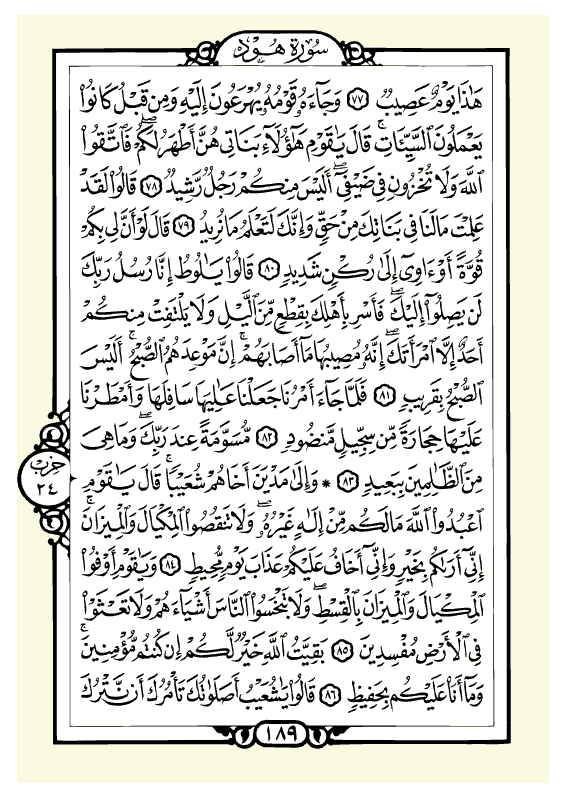 سورة هود
هَٰذَا يَوْمٌ عَصِيبٌ ٧٧ وَجَآءَهُۥ قَوْمُهُۥ يُهْرَعُونَ إِلَيْهِ وَمِن قَبْلُ كَانُوا۟
يَعْمَلُونَ ٱلسَّيِّـَٔاتِ ۚ قَالَ يَٰقَوْمِ هَٰٓؤُلَآءِ بَنَاتِى هُنَّ أَطْهَرُ لَكُمْ ۖ فَٱتَّقُوا۟
ٱللَّهَ وَلَا تُخْزُونِ فِى ضَيْفِىٓ ۖ أَلَيْسَ مِنكُمْ رَجُلٌ رَّشِيدٌ ٧٨ قَالُوا۟ لَقَدْ
عَلِمْتَ مَا لَنَا فِى بَنَاتِكَ مِنْ حَقٍّ وَإِنَّكَ لَتَعْلَمُ مَا نُرِيدُ ٧٩ قَالَ لَوْ أَنَّ لِى بِكُمْ
قُوَّةً أَوْ ءَاوِىٓ إِلَىٰ رُكْنٍ شَدِيدٍ ٨٠ قَالُوا۟ يَٰلُوطُ إِنَّا رُسُلُ رَبِّكَ
لَن يَصِلُوٓا۟ إِلَيْكَ ۖ فَأَسْرِ بِأَهْلِكَ بِقِطْعٍ مِّنَ ٱلَّيْلِ وَلَا يَلْتَفِتْ مِنكُمْ
أَحَدٌ إِلَّا ٱمْرَأَتَكَ ۖ إِنَّهُۥ مُصِيبُهَا مَآ أَصَابَهُمْ ۚ إِنَّ مَوْعِدَهُمُ ٱلصُّبْحُ ۚ أَلَيْسَ
ٱلصُّبْحُ بِقَرِيبٍ ٨١ فَلَمَّا جَآءَ أَمْرُنَا جَعَلْنَا عَٰلِيَهَا سَافِلَهَا وَأَمْطَرْنَا
عَلَيْهَا حِجَارَةً مِّن سِجِّيلٍ مَّنضُودٍ ٨٢ مُّسَوَّمَةً عِندَ رَبِّكَ ۖ وَمَا هِىَ
مِنَ ٱلظَّٰلِمِينَ بِبَعِيدٍ ٨٣ * وَإِلَىٰ مَدْيَنَ أَخَاهُمْ شُعَيْبًا ۚ قَالَ يَٰقَوْمِ
حزب ٢٤
ٱعْبُدُوا۟ ٱللَّهَ مَا لَكُم مِّنْ إِلَٰهٍ غَيْرُهُۥ ۖ وَلَا تَنقُصُوا۟ ٱلْمِكْيَالَ وَٱلْمِيزَانَ ۚ
إِنِّىٓ أَرَىٰكُم بِخَيْرٍ وَإِنِّىٓ أَخَافُ عَلَيْكُمْ عَذَابَ يَوْمٍ مُّحِيطٍ ٨٤ وَيَٰقَوْمِ أَوْفُوا۟
ٱلْمِكْيَالَ وَٱلْمِيزَانَ بِٱلْقِسْطِ ۖ وَلَا تَبْخَسُوا۟ ٱلنَّاسَ أَشْيَآءَهُمْ وَلَا تَعْثَوْا۟
فِى ٱلْأَرْضِ مُفْسِدِينَ ٨٥ بَقِيَّتُ ٱللَّهِ خَيْرٌ لَّكُمْ إِن كُنتُم مُّؤْمِنِينَ ۚ
وَمَآ أَنَا۠ عَلَيْكُم بِحَفِيظٍ ٨٦ قَالُوا۟ يَٰشُعَيْبُ أَصَلَوٰتُكَ تَأْمُرُكَ أَن نَّتْرُكَ
١٨٩